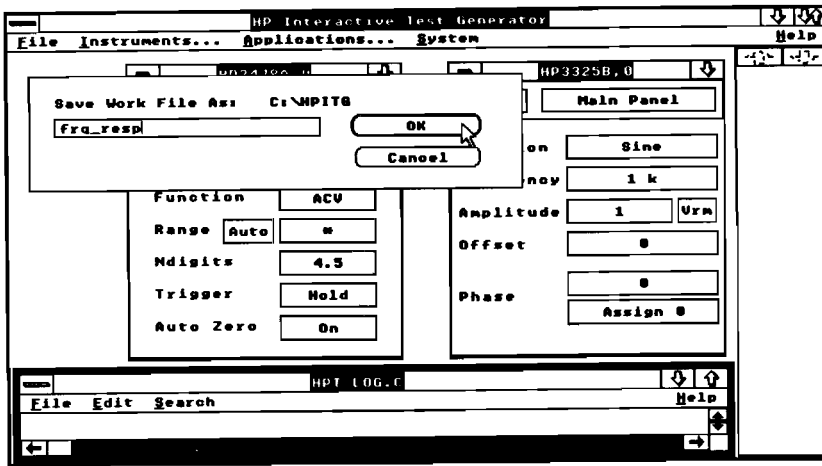 HP Interactive Test Generator
File Instruments... Applications... System Help
HP3325B,0
Save Work File As: C:\HPITG
frq_resp
OK
Cancel
Main Panel
Sine
1 k
Function ACV
Range Auto *
Ndigits 4.5
Trigger Hold
Auto Zero On
Amplitude 1 Vrm
Offset 0
Phase 0
Assign 0
HPT LOG.C
File Edit Search Help